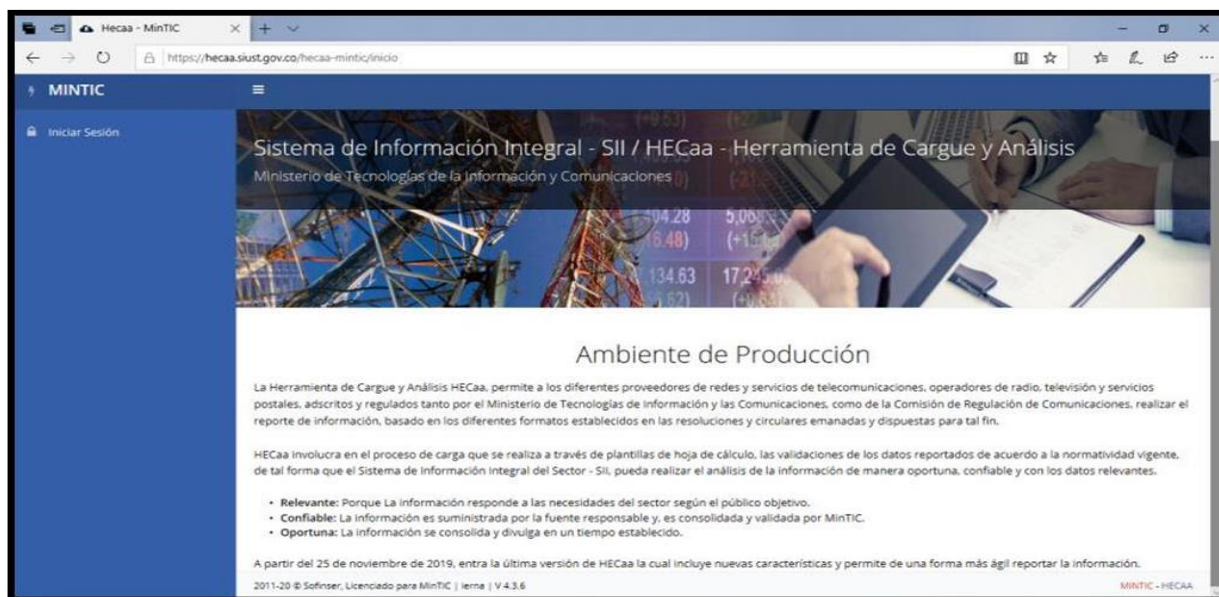 Hecaa - MinTIC
https://hecaa.siust.gov.co/hecaa-mintic/inicio
MINTIC
Iniciar Sesión
Sistema de Información Integral - SII / HECaa - Herramienta de Cargue y Análisis
Ministerio de Tecnologías de la Información y Comunicaciones
(+9.53)
04.28 5,068
6.48)
134.63
Ambiente de Producción
La Herramienta de Cargue y Análisis HECaa, permite a los diferentes proveedores de redes y servicios de telecomunicaciones, operadores de radio, televisión y servicios
postales, adscritos y regulados tanto por el Ministerio de Tecnologías de Información y las Comunicaciones, como de la Comisión de Regulación de Comunicaciones, realizar el
reporte de información, basado en los diferentes formatos establecidos en las resoluciones y circulares emanadas y dispuestas para tal fin.
HECaa involucra en el proceso de carga que se realiza a través de plantillas de hoja de cálculo, las validaciones de los datos reportados de acuerdo a la normatividad vigente,
de tal forma que el Sistema de Información Integral del Sector - SII, pueda realizar el análisis de la información de manera oportuna, confiable y con los datos relevantes.
• Relevante: Porque La información responde a las necesidades del sector según el público objetivo.
• Confiable: La información es suministrada por la fuente responsable y, es consolidada y validada por MinTIC.
• Oportuna: La información se consolida y divulga en un tiempo establecido.
A partir del 25 de noviembre de 2019, entra la última versión de HECaa la cual incluye nuevas características y permite de una forma más ágil reportar la información.
2011-20 © Sofinser, Licenciado para MinTIC | ierna | V 4.3.6
MINTIC - HECAA